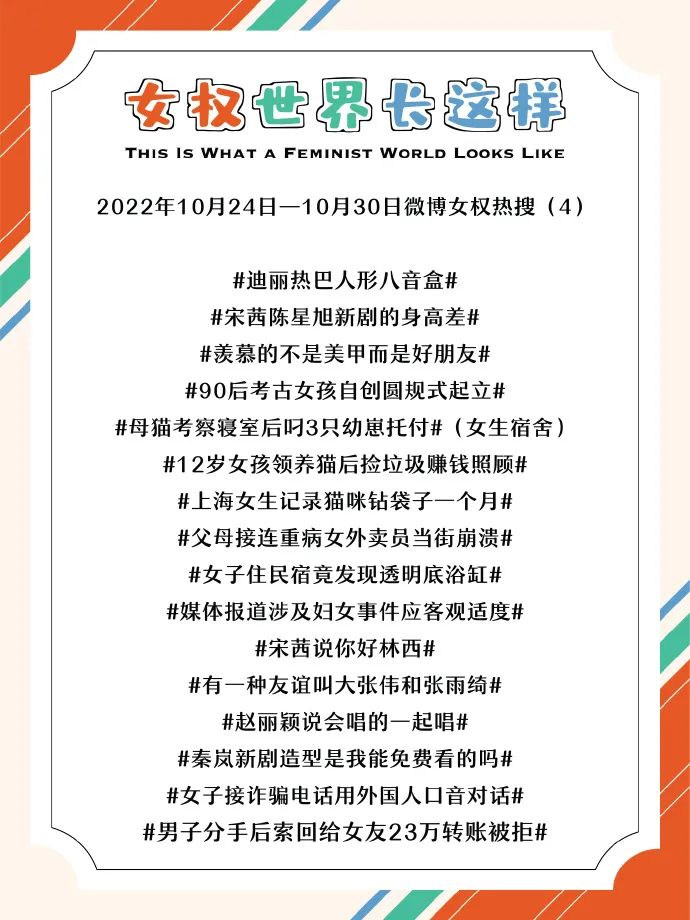 女权世界长这样
THIS IS WHAT A FEMINIST WORLD LOOKS LIKE
2022年10月24日—10月30日微博女权热搜（4）
#迪丽热巴人形八音盒#
#宋茜陈星旭新剧的身高差#
#羡慕的不是美甲而是好朋友#
#90后考古女孩自创圆规式起立#
#母猫考察寝室后叼3只幼崽托付#（女生宿舍）
#12岁女孩领养猫后捡垃圾赚钱照顾#
#上海女生记录猫咪钻袋子一个月#
#父母接连重病女外卖员当街崩溃#
#女子住民宿竟发现透明底浴缸#
#媒体报道涉及妇女事件应客观适度#
#宋茜说你好林西#
#有一种友谊叫大张伟和张雨绮#
#赵丽颖说会唱的一起唱#
#秦岚新剧造型是我能免费看的吗#
#女子接诈骗电话用外国人口音对话#
#男子分手后索回给女友23万转账被拒#